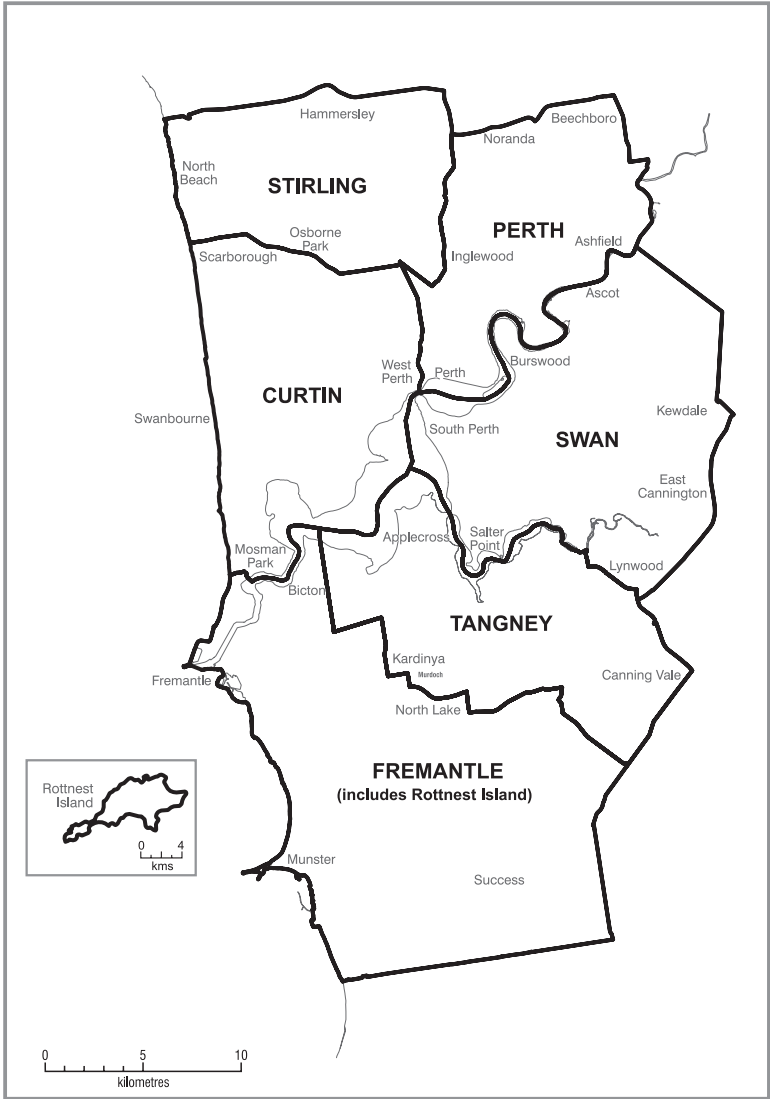 Hammersley
Beechboro
Noranda
North
Beach
STIRLING
PERTH
Osborne
Park
Ashfield
Scarborough
Inglewood
Ascot
West
Perth
Perth
Burswood
CURTIN
Swanbourne
South Perth
Kewdale
SWAN
East
Cannington
Applecross
Salter
Point
Mosman
Park
Lynwood
Bicton
TANGNEY
Kardinya
Murdoch
Canning Vale
Fremantle
North Lake
FREMANTLE
(includes Rottnest Island)
Rottnest
Island
0 4
kms
Munster
Success
0 5 10
kilometres